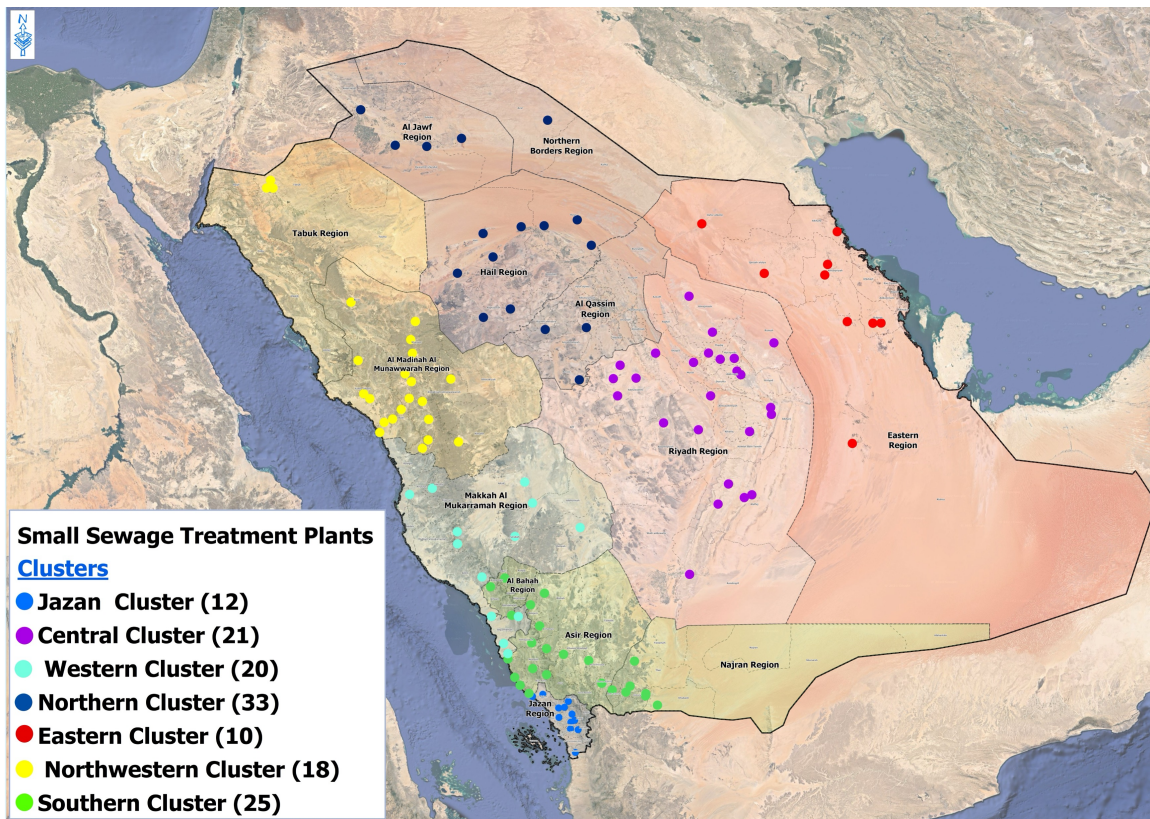 N
Al Jawf
Region
Northern
Borders Region
Tabuk Region
Hail Region
Al Qassim
Region
Al Madinah Al
Munawwarah Region
Riyadh Region
Eastern
Region
Makkah Al
Mukarramah Region
Al Bahah
Region
Asir Region
Najran Region
Jazan
Region
Small Sewage Treatment Plants
Clusters
Jazan Cluster (12)
Central Cluster (21)
Western Cluster (20)
Northern Cluster (33)
Eastern Cluster (10)
Northwestern Cluster (18)
Southern Cluster (25)